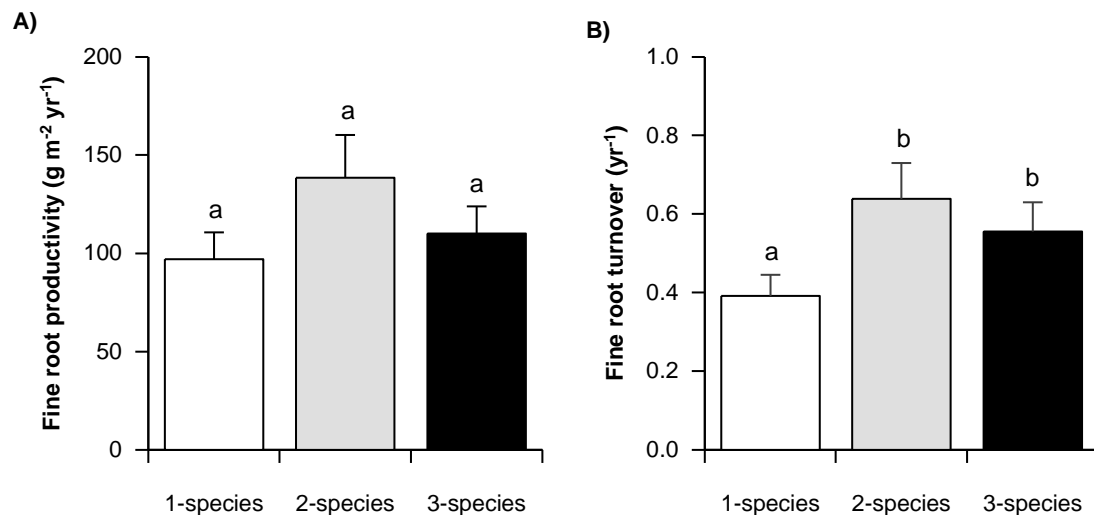 A)
Fine root productivity (g m⁻² yr⁻¹)
200
150
100
50
0
a
a
a
1-species
2-species
3-species
B)
Fine root turnover (yr⁻¹)
1.0
0.8
0.6
0.4
0.2
0.0
a
b
b
1-species
2-species
3-species